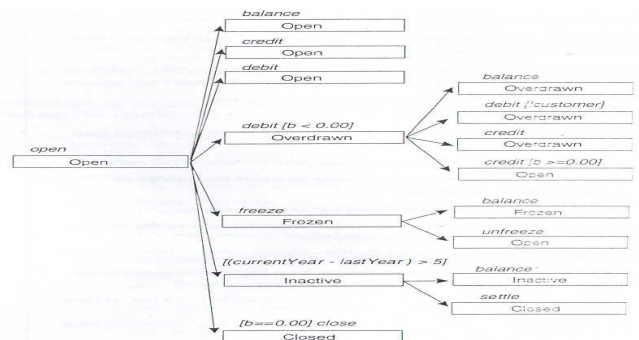 balance
Open
credit
Open
debit
Open
debit [b < 0.00]
Overdrawn
balance
Overdrawn
debit [!customer]
Overdrawn
credit
Overdrawn
credit [b >=0.00]
Open
open
Open
freeze
Frozen
balance
Frozen
unfreeze
Open
[(currentYear - lastYear) > 5]
Inactive
balance
Inactive
settle
Closed
[b==0.00] close
Closed